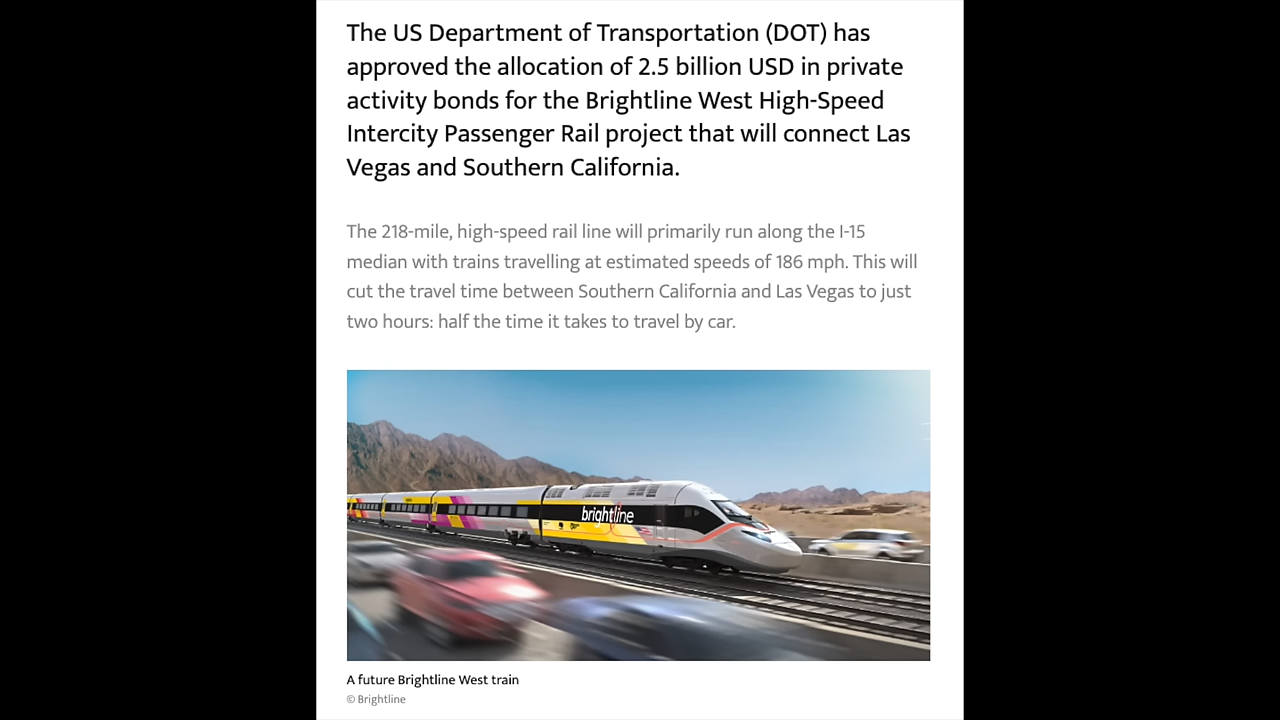 The US Department of Transportation (DOT) has
approved the allocation of 2.5 billion USD in private
activity bonds for the Brightline West High-Speed
Intercity Passenger Rail project that will connect Las
Vegas and Southern California.
The 218-mile, high-speed rail line will primarily run along the I-15
median with trains travelling at estimated speeds of 186 mph. This will
cut the travel time between Southern California and Las Vegas to just
two hours: half the time it takes to travel by car.
brightline
A future Brightline West train
© Brightline